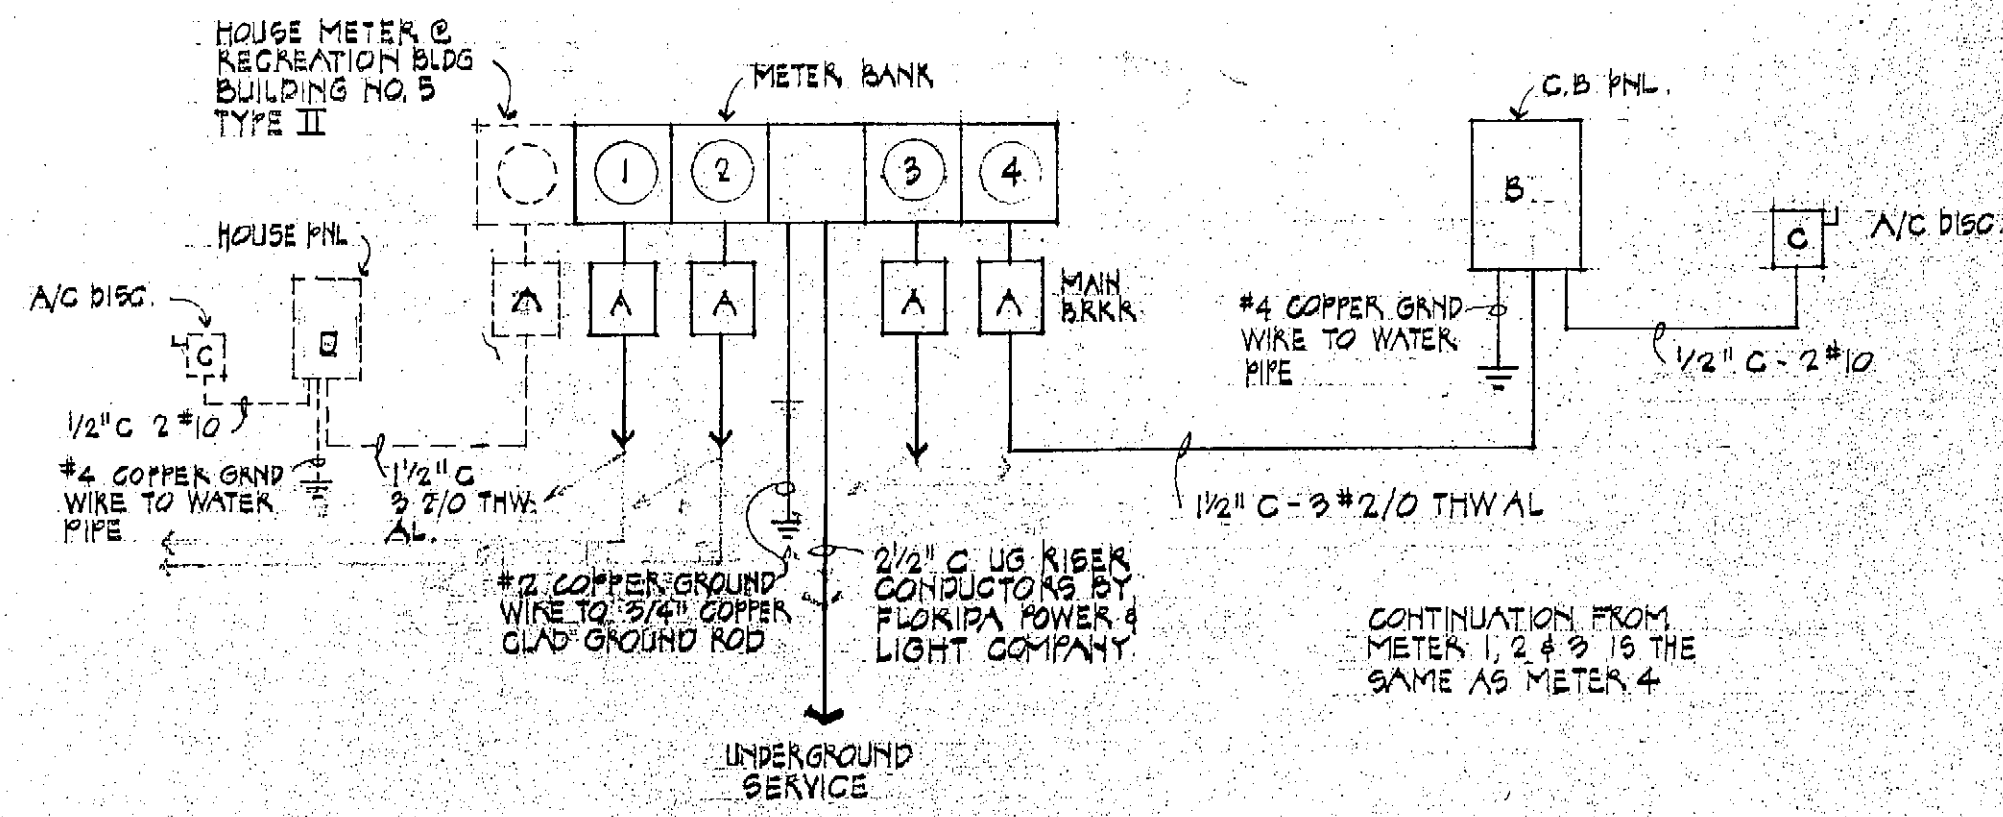 HOUSE METER @
RECREATION BLDG
BUILDING NO. 5
TYPE II
METER BANK
C.B PNL.
1
2
3
4
B
C
A/C DISC.
HOUSE PNL
A/C DISC.
C
D
A
A
A
A
A
MAIN
BRKR
#4 COPPER GRND
WIRE TO WATER
PIPE
1/2" C - 2 #10
1/2" C 2 #10
#4 COPPER GRND
WIRE TO WATER
PIPE
1 1/2" C
3 2/0 THW
AL.
1 1/2" C - 3 #2/0 THW AL
#2 COPPER GROUND
WIRE TO 3/4" COPPER
CLAD GROUND ROD
2 1/2" C UG RISER
CONDUCTORS BY
FLORIDA POWER &
LIGHT COMPANY
CONTINUATION FROM
METER 1, 2 & 3 IS THE
SAME AS METER 4
UNDERGROUND
SERVICE